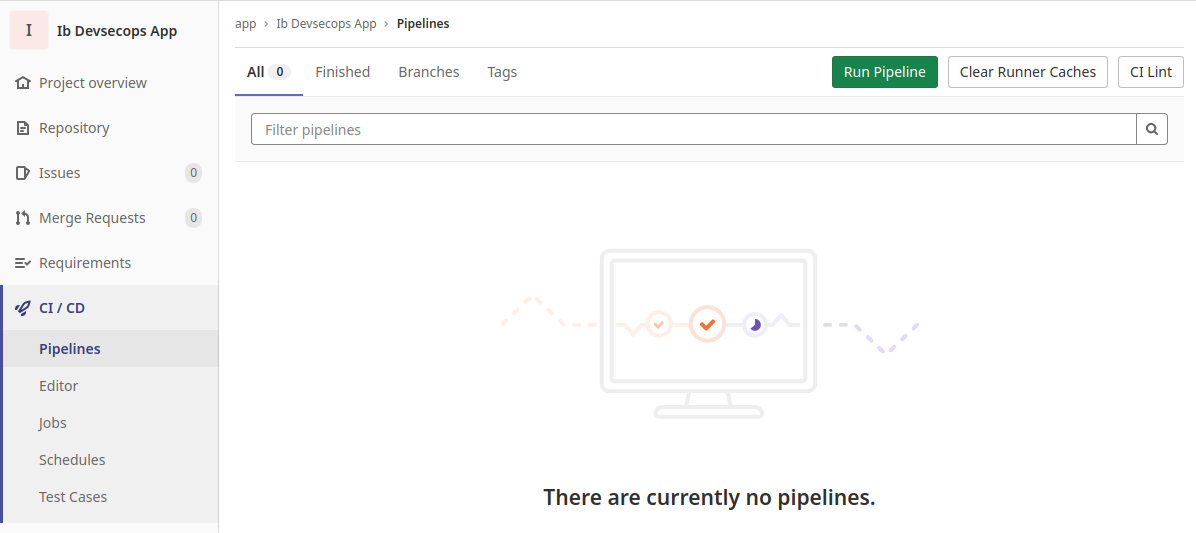 I Ib Devsecops App
Project overview
Repository
Issues 0
Merge Requests 0
Requirements
CI / CD
Pipelines
Editor
Jobs
Schedules
Test Cases
app › Ib Devsecops App › Pipelines
All 0 Finished Branches Tags Run Pipeline Clear Runner Caches CI Lint
Filter pipelines
There are currently no pipelines.